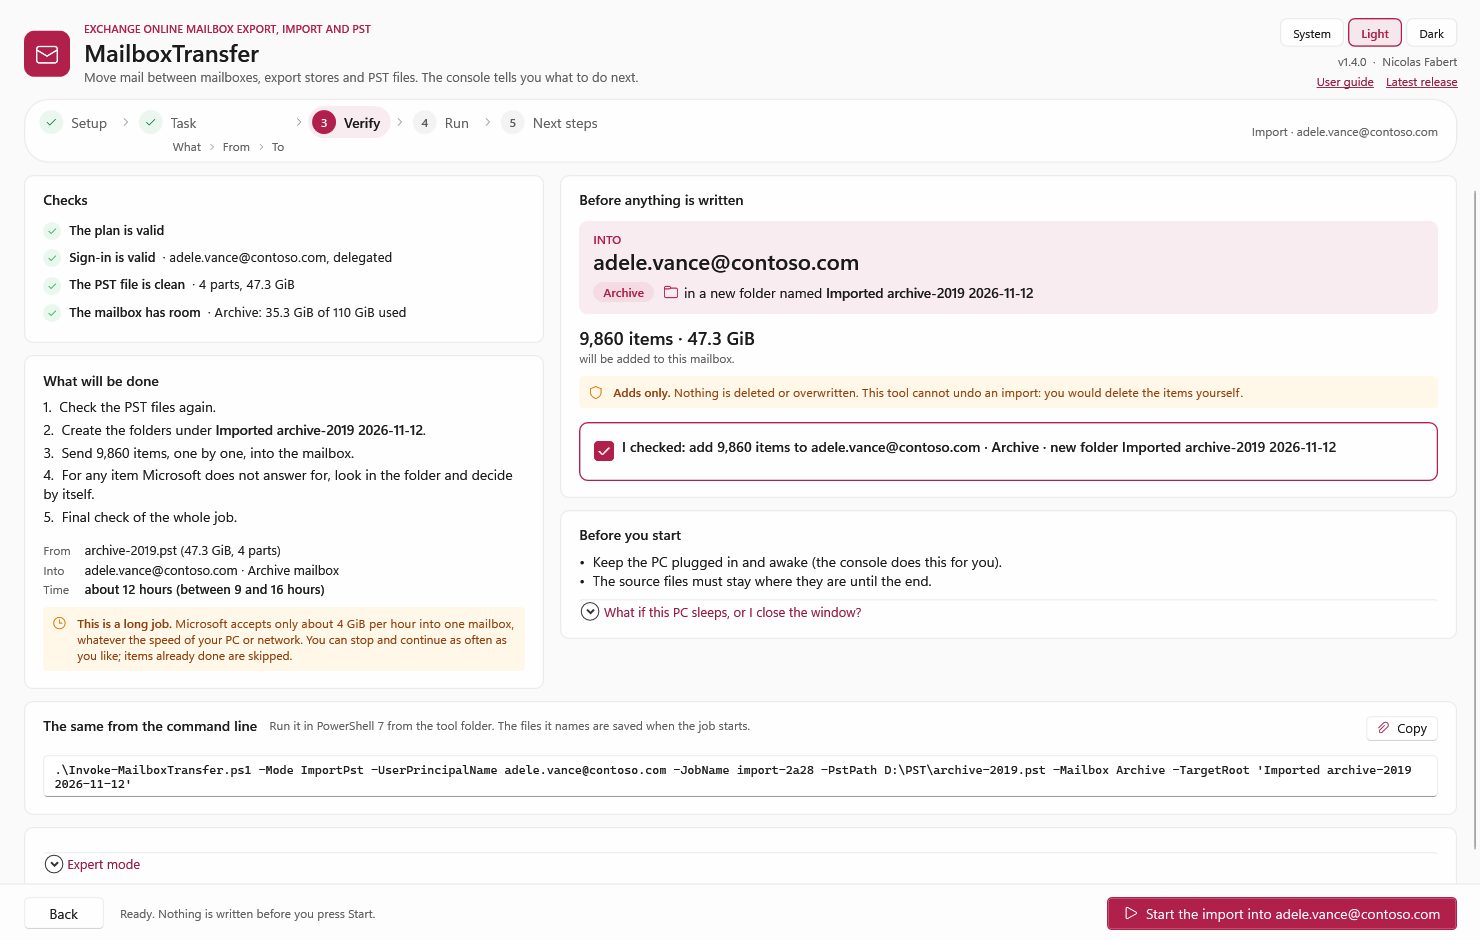 EXCHANGE ONLINE MAILBOX EXPORT, IMPORT AND PST
MailboxTransfer
Move mail between mailboxes, export stores and PST files. The console tells you what to do next.
System
Light
Dark
v1.4.0 · Nicolas Fabert
User guide
Latest release
Setup
Task
3 Verify
4 Run
5 Next steps
What
From
To
Import · adele.vance@contoso.com
Checks
The plan is valid
Sign-in is valid · adele.vance@contoso.com, delegated
The PST file is clean · 4 parts, 47.3 GiB
The mailbox has room · Archive: 35.3 GiB of 110 GiB used
What will be done
1. Check the PST files again.
2. Create the folders under Imported archive-2019 2026-11-12.
3. Send 9,860 items, one by one, into the mailbox.
4. For any item Microsoft does not answer for, look in the folder and decide
by itself.
5. Final check of the whole job.
From archive-2019.pst (47.3 GiB, 4 parts)
Into adele.vance@contoso.com · Archive mailbox
Time about 12 hours (between 9 and 16 hours)
This is a long job. Microsoft accepts only about 4 GiB per hour into one mailbox,
whatever the speed of your PC or network. You can stop and continue as often as
you like; items already done are skipped.
Before anything is written
INTO
adele.vance@contoso.com
Archive in a new folder named Imported archive-2019 2026-11-12
9,860 items · 47.3 GiB
will be added to this mailbox.
Adds only. Nothing is deleted or overwritten. This tool cannot undo an import: you would delete the items yourself.
I checked: add 9,860 items to adele.vance@contoso.com · Archive · new folder Imported archive-2019 2026-11-12
Before you start
• Keep the PC plugged in and awake (the console does this for you).
• The source files must stay where they are until the end.
What if this PC sleeps, or I close the window?
The same from the command line
Run it in PowerShell 7 from the tool folder. The files it names are saved when the job starts.
Copy
.\Invoke-MailboxTransfer.ps1 -Mode ImportPst -UserPrincipalName adele.vance@contoso.com -JobName import-2a28 -PstPath D:\PST\archive-2019.pst -Mailbox Archive -TargetRoot 'Imported archive-2019
2026-11-12'
Expert mode
Back
Ready. Nothing is written before you press Start.
Start the import into adele.vance@contoso.com